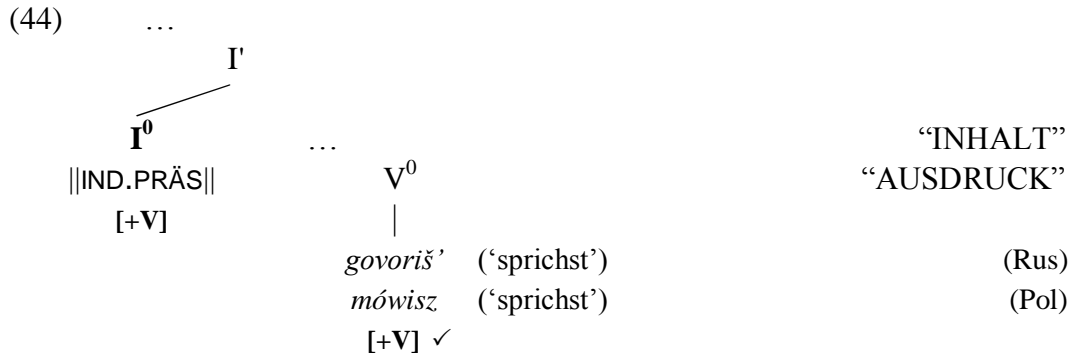 (44) …
I'
I⁰ … “INHALT”
||IND.PRÄS|| V⁰ “AUSDRUCK”
[+V]
govoriš’ (‘sprichst’) (Rus)
mówisz (‘sprichst’) (Pol)
[+V] ✓